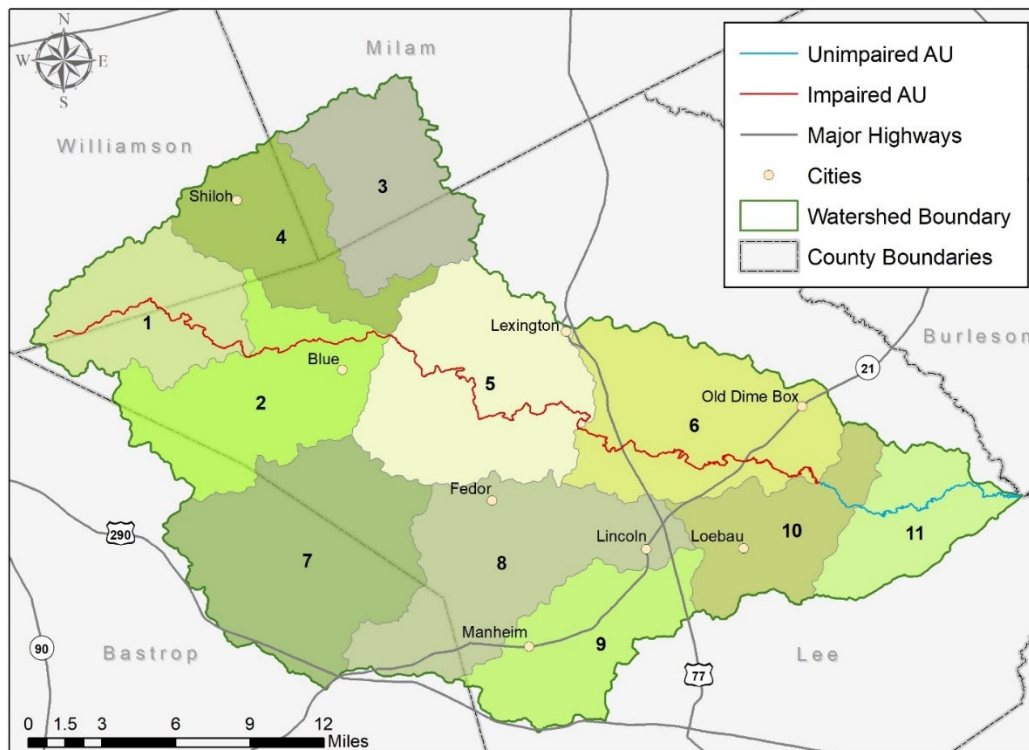 N
W
E
S
Milam
Williamson
Unimpaired AU
Impaired AU
Major Highways
Cities
Watershed Boundary
County Boundaries
Shiloh
3
4
1
Lexington
Burleson
Blue
5
21
2
Old Dime Box
6
Fedor
290
Lincoln
Loebau
10
11
7
8
Manheim
9
90
Bastrop
Lee
77
0 1.5 3 6 9 12
Miles